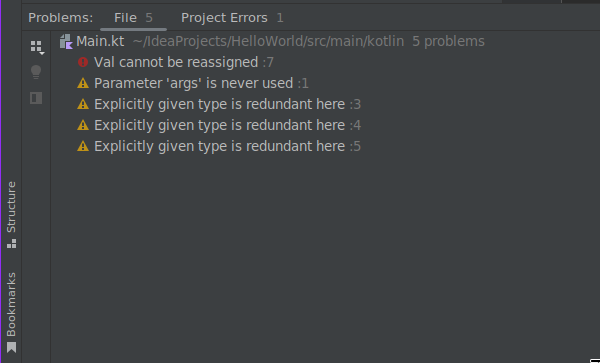 Problems: File 5 Project Errors 1
Main.kt ~/IdeaProjects/HelloWorld/src/main/kotlin 5 problems
Val cannot be reassigned :7
Parameter 'args' is never used :1
Explicitly given type is redundant here :3
Explicitly given type is redundant here :4
Explicitly given type is redundant here :5
Structure
Bookmarks